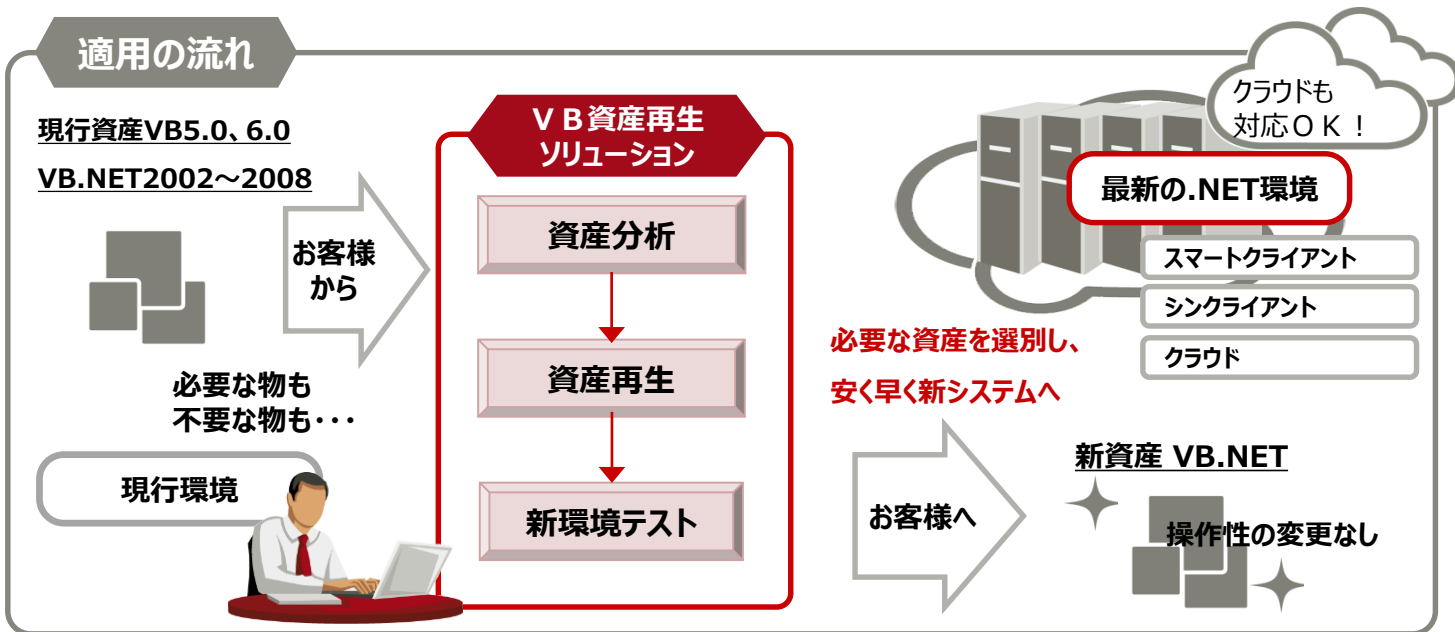 適用の流れ
現行資産VB5.0、6.0
VB.NET2002～2008
お客様
から
必要な物も
不要な物も・・・
現行環境
ＶＢ資産再生
ソリューション
資産分析
資産再生
新環境テスト
クラウドも
対応ＯＫ！
最新の.NET環境
スマートクライアント
シンクライアント
クラウド
必要な資産を選別し、
安く早く新システムへ
お客様へ
新資産 VB.NET
操作性の変更なし